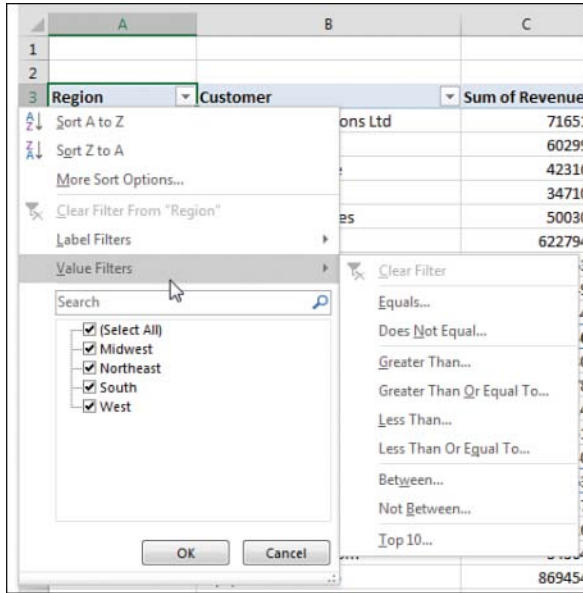 A B C
1
2
3 Region Customer Sum of Revenue
Sort A to Z
Sort Z to A
More Sort Options...
Clear Filter From "Region"
Label Filters
Value Filters
Search
(Select All)
Midwest
Northeast
South
West
OK Cancel
ons Ltd 7165
6029
4231
3471
es 5003
62279
Clear Filter
Equals...
Does Not Equal...
Greater Than...
Greater Than Or Equal To...
Less Than...
Less Than Or Equal To...
Between...
Not Between...
Top 10...
86945